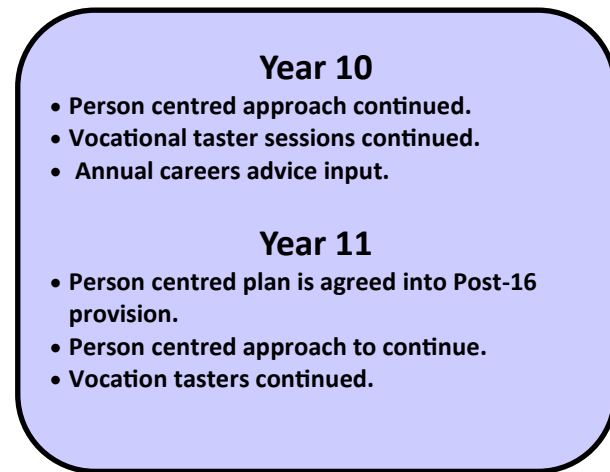 Year 10
• Person centred approach continued.
• Vocational taster sessions continued.
• Annual careers advice input.
Year 11
• Person centred plan is agreed into Post-16
provision.
• Person centred approach to continue.
• Vocation tasters continued.